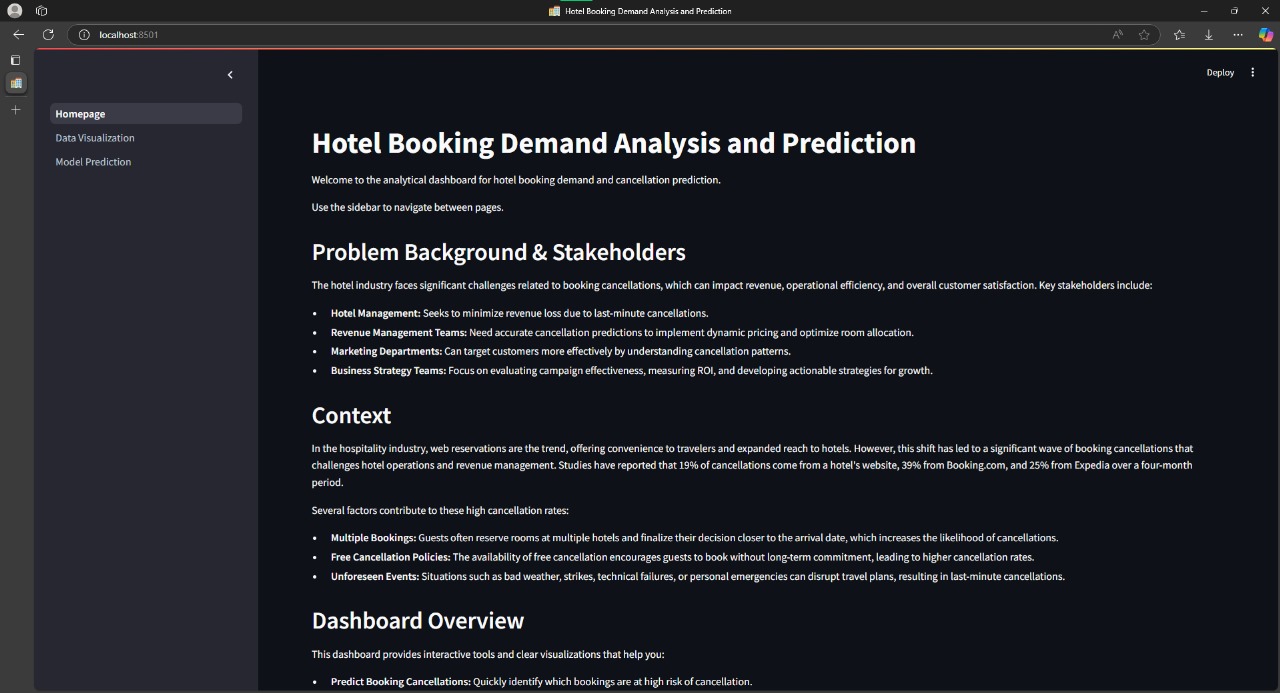 Hotel Booking Demand Analysis and Prediction
localhost:8501
Deploy
Homepage
Data Visualization
Model Prediction
Hotel Booking Demand Analysis and Prediction
Welcome to the analytical dashboard for hotel booking demand and cancellation prediction.
Use the sidebar to navigate between pages.
Problem Background & Stakeholders
The hotel industry faces significant challenges related to booking cancellations, which can impact revenue, operational efficiency, and overall customer satisfaction. Key stakeholders include:
• Hotel Management: Seeks to minimize revenue loss due to last-minute cancellations.
• Revenue Management Teams: Need accurate cancellation predictions to implement dynamic pricing and optimize room allocation.
• Marketing Departments: Can target customers more effectively by understanding cancellation patterns.
• Business Strategy Teams: Focus on evaluating campaign effectiveness, measuring ROI, and developing actionable strategies for growth.
Context
In the hospitality industry, web reservations are the trend, offering convenience to travelers and expanded reach to hotels. However, this shift has led to a significant wave of booking cancellations that
challenges hotel operations and revenue management. Studies have reported that 19% of cancellations come from a hotel's website, 39% from Booking.com, and 25% from Expedia over a four-month
period.
Several factors contribute to these high cancellation rates:
• Multiple Bookings: Guests often reserve rooms at multiple hotels and finalize their decision closer to the arrival date, which increases the likelihood of cancellations.
• Free Cancellation Policies: The availability of free cancellation encourages guests to book without long-term commitment, leading to higher cancellation rates.
• Unforeseen Events: Situations such as bad weather, strikes, technical failures, or personal emergencies can disrupt travel plans, resulting in last-minute cancellations.
Dashboard Overview
This dashboard provides interactive tools and clear visualizations that help you:
• Predict Booking Cancellations: Quickly identify which bookings are at high risk of cancellation.